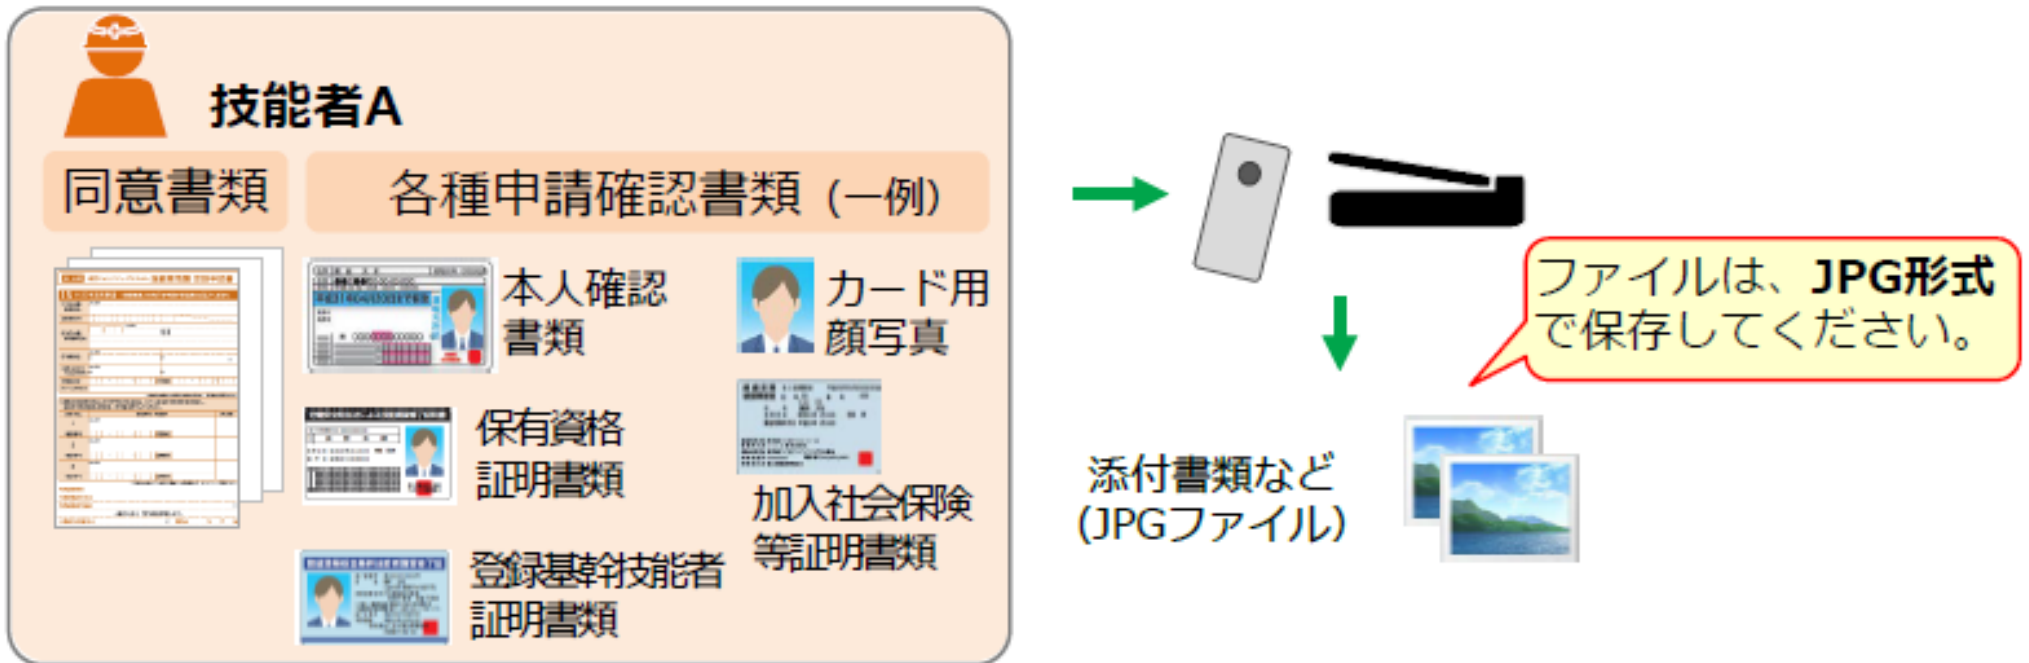 技能者A
同意書類
各種申請確認書類（一例）
本人確認
書類
カード用
顔写真
保有資格
証明書類
加入社会保険
等証明書類
登録基幹技能者
証明書類
ファイルは、JPG形式
で保存してください。
添付書類など
(JPGファイル)